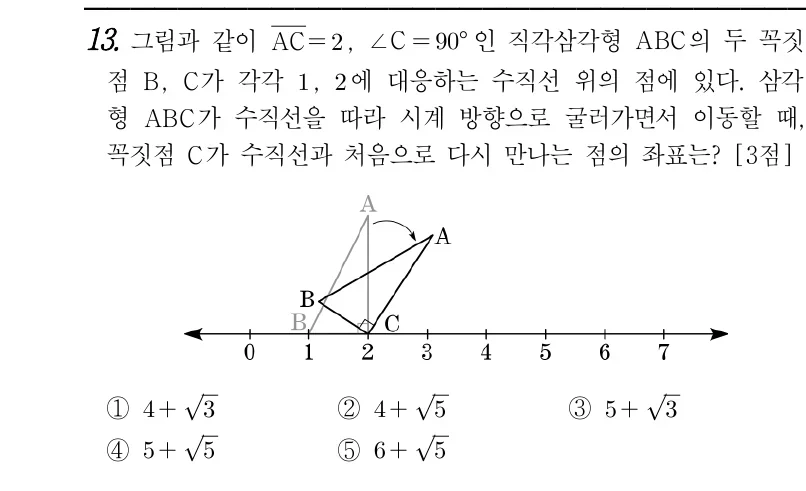 13. 그림과 같이 \overline{AC}=2, ∠C=90°인 직각삼각형 ABC의 두 꼭짓
점 B, C가 각각 1, 2에 대응하는 수직선 위의 점에 있다. 삼각
형 ABC가 수직선을 따라 시계 방향으로 굴러가면서 이동할 때,
꼭짓점 C가 수직선과 처음으로 다시 만나는 점의 좌표는? [3점]
A
A
B
B
C
0 1 2 3 4 5 6 7
① 4+√3 ② 4+√5 ③ 5+√3
④ 5+√5 ⑤ 6+√5